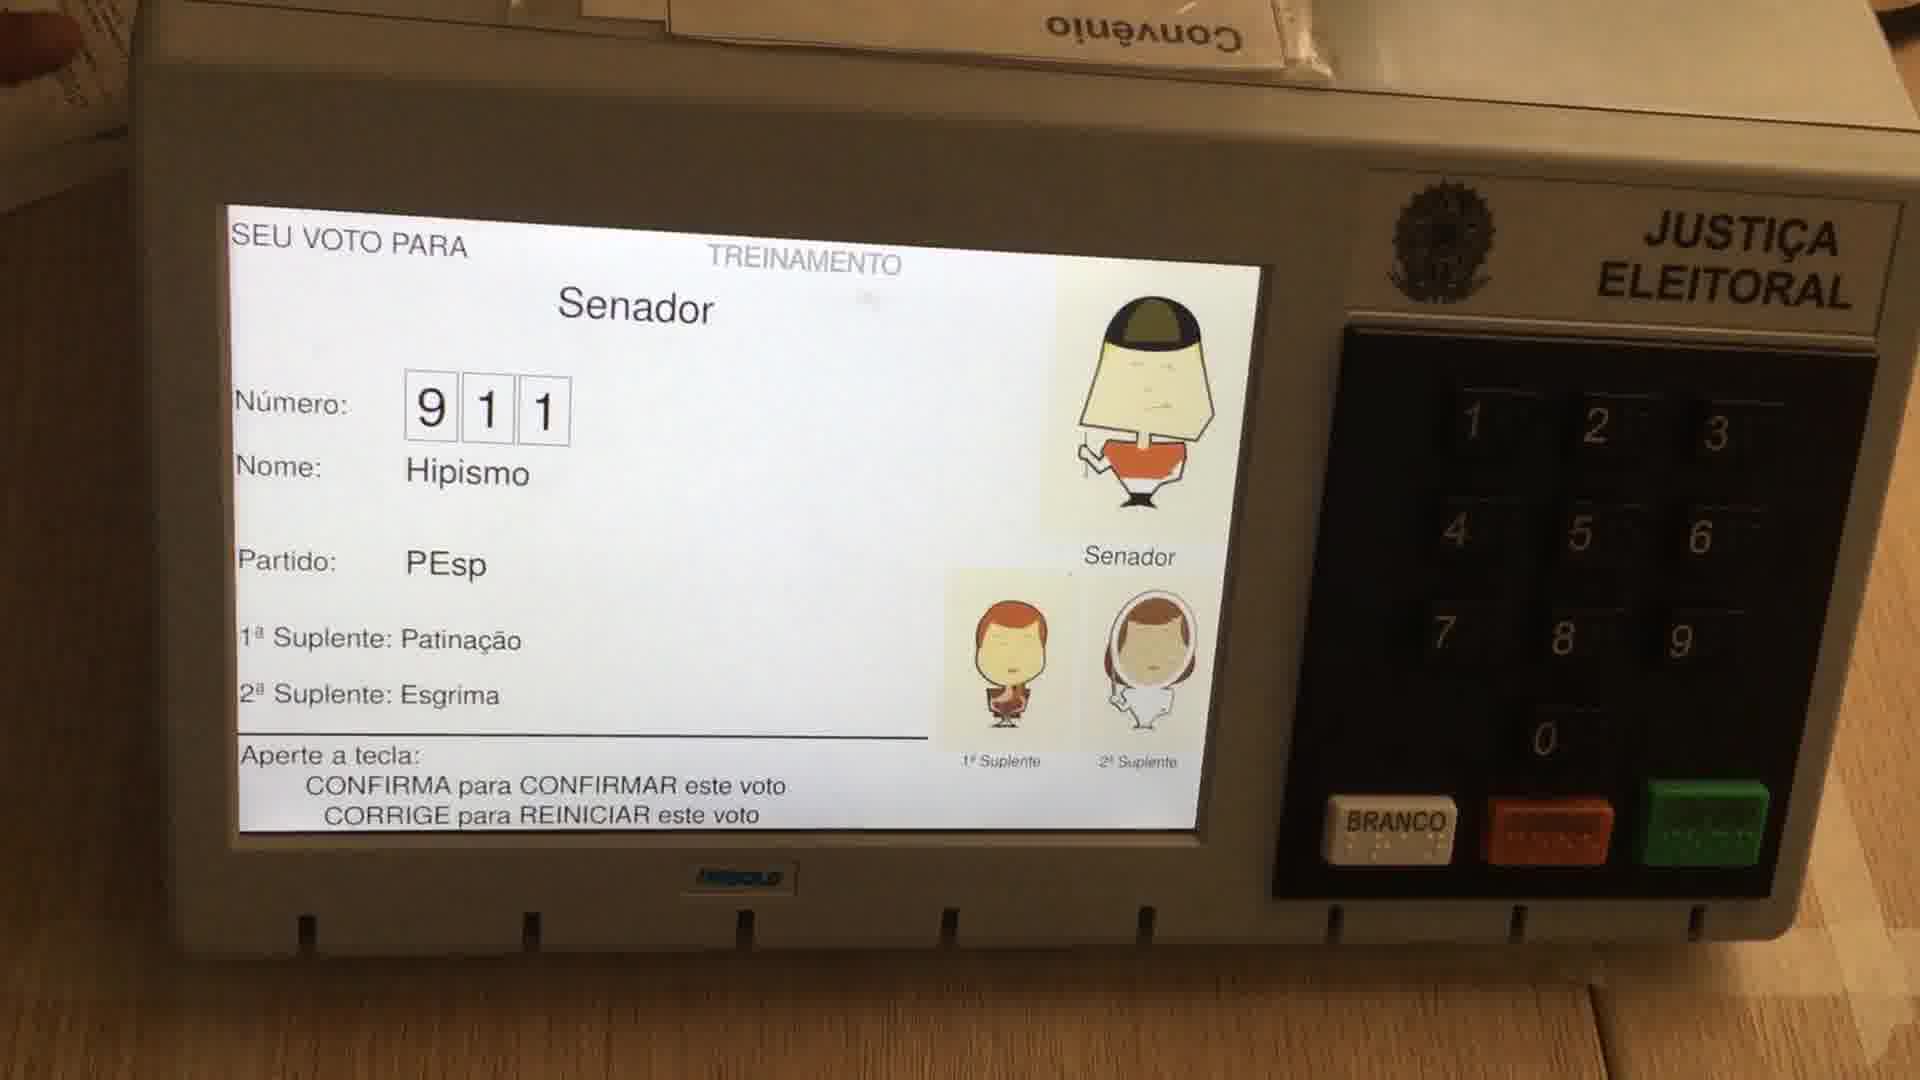 Convênio
JUSTIÇA
ELEITORAL
SEU VOTO PARA
TREINAMENTO
Senador
Número: 9 1 1
Nome: Hipismo
Partido: PEsp
Senador
1ª Suplente: Patinação
2ª Suplente: Esgrima
1º Suplente
2º Suplente
Aperte a tecla:
CONFIRMA para CONFIRMAR este voto
CORRIGE para REINICIAR este voto
1 2 3
4 5 6
7 8 9
0
BRANCO